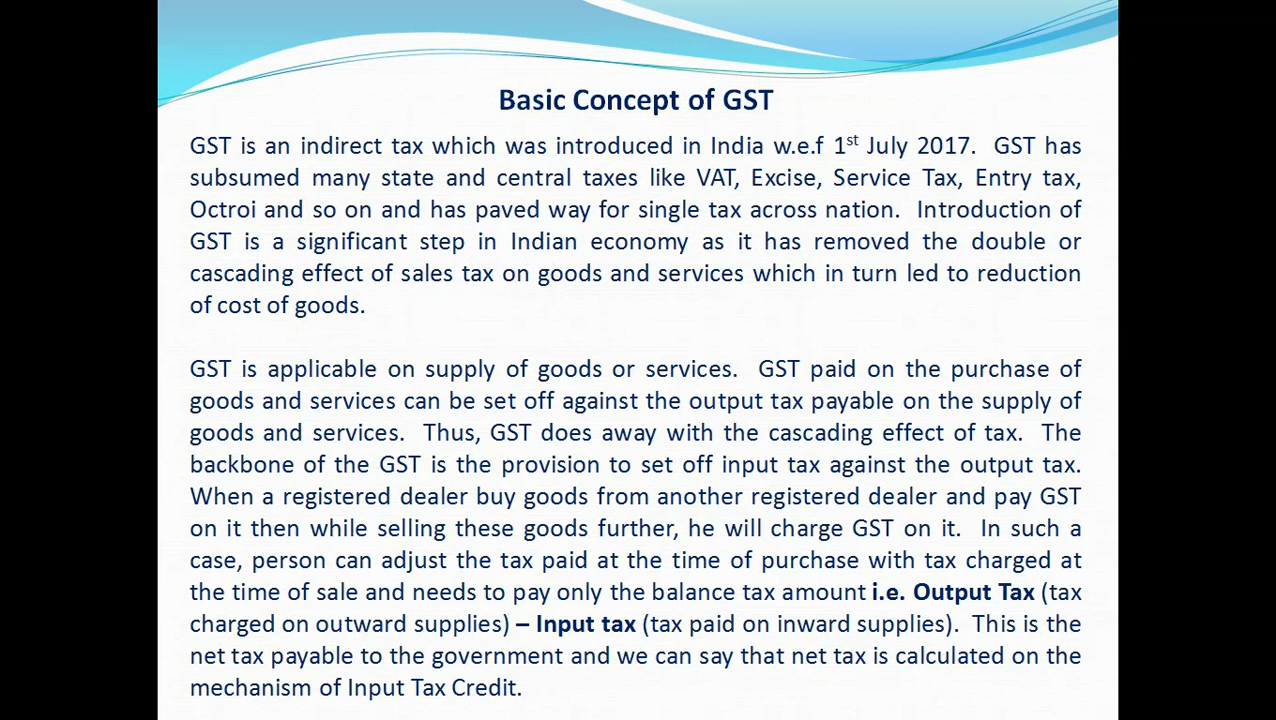 Basic Concept of GST
GST is an indirect tax which was introduced in India w.e.f 1st July 2017. GST has
subsumed many state and central taxes like VAT, Excise, Service Tax, Entry tax,
Octroi and so on and has paved way for single tax across nation. Introduction of
GST is a significant step in Indian economy as it has removed the double or
cascading effect of sales tax on goods and services which in turn led to reduction
of cost of goods.
GST is applicable on supply of goods or services. GST paid on the purchase of
goods and services can be set off against the output tax payable on the supply of
goods and services. Thus, GST does away with the cascading effect of tax. The
backbone of the GST is the provision to set off input tax against the output tax.
When a registered dealer buy goods from another registered dealer and pay GST
on it then while selling these goods further, he will charge GST on it. In such a
case, person can adjust the tax paid at the time of purchase with tax charged at
the time of sale and needs to pay only the balance tax amount i.e. Output Tax (tax
charged on outward supplies) – Input tax (tax paid on inward supplies). This is the
net tax payable to the government and we can say that net tax is calculated on the
mechanism of Input Tax Credit.